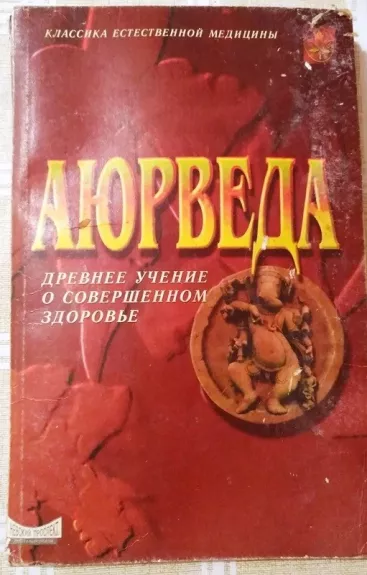 КЛАССИКА ЕСТЕСТВЕННОЙ МЕДИЦИНЫ
АЮРВЕДА
ДРЕВНЕЕ УЧЕНИЕ
О СОВЕРШЕННОМ
ЗДОРОВЬЕ